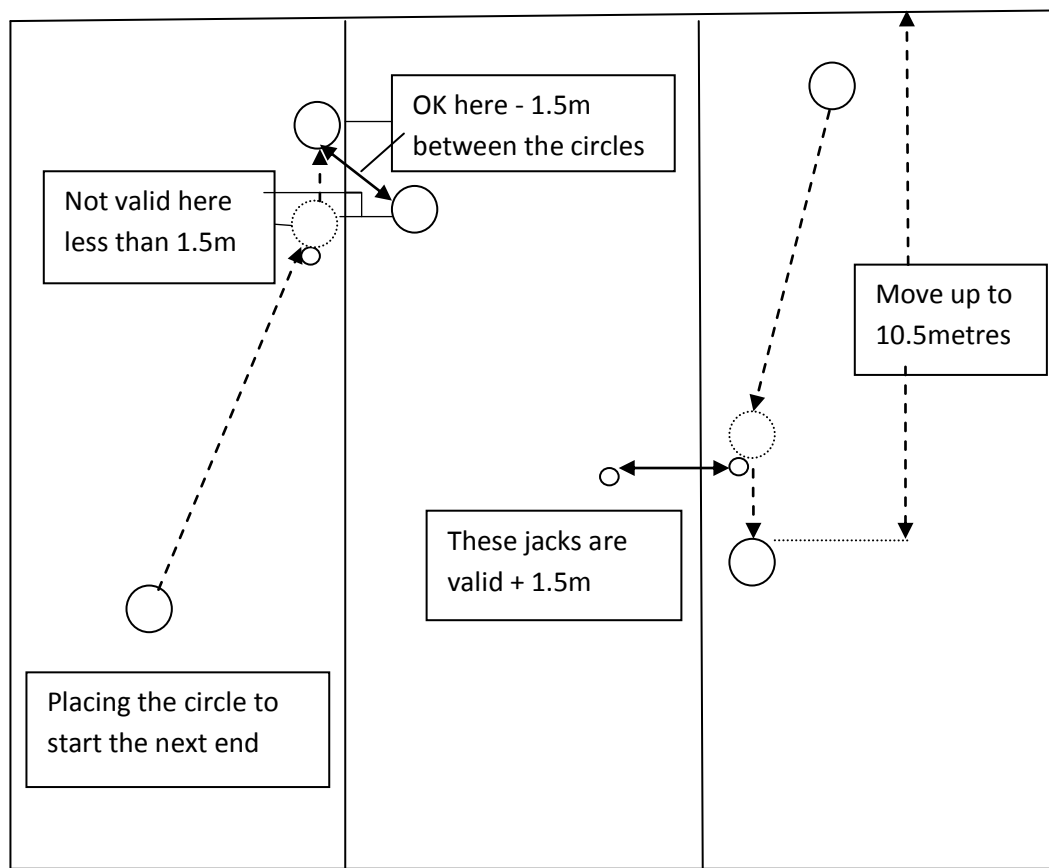 OK here - 1.5m
between the circles
Not valid here
less than 1.5m
Move up to
10.5metres
These jacks are
valid + 1.5m
Placing the circle to
start the next end